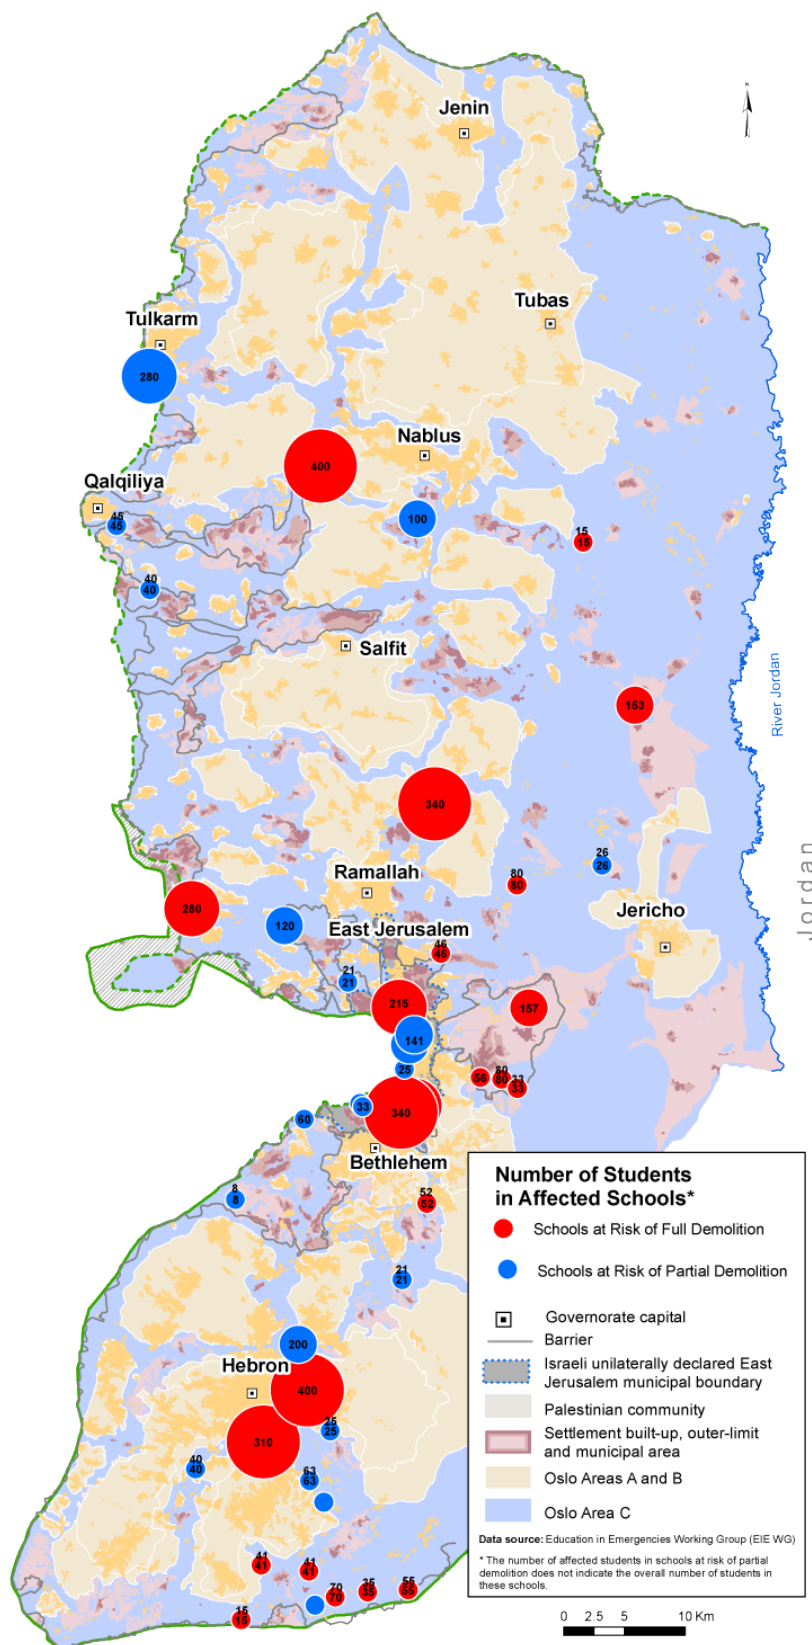 N
Jenin
Tubas
Tulkarm
280
Nablus
400
Qalqiliya
45
45
100
15
15
40
40
Salfit
River Jordan
153
340
Jordan
26
26
Ramallah
80
80
280
Jericho
120
East Jerusalem
46
46
21
21
215
157
141
25
56
80
80
33
33
33
340
60
Bethlehem
8
8
52
52
21
21
200
Hebron
400
25
25
310
40
40
63
63
41
41
41
41
70
70
35
35
55
55
15
15
Number of Students
in Affected Schools*
Schools at Risk of Full Demolition
Schools at Risk of Partial Demolition
Governorate capital
Barrier
Israeli unilaterally declared East
Jerusalem municipal boundary
Palestinian community
Settlement built-up, outer-limit
and municipal area
Oslo Areas A and B
Oslo Area C
Data source: Education in Emergencies Working Group (EIE WG)
* The number of affected students in schools at risk of partial
demolition does not indicate the overall number of students in
these schools.
0 2.5 5 10 Km